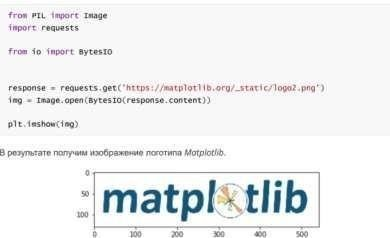 from PIL import Image
import requests
from io import BytesIO
response = requests.get('https://matplotlib.org/_static/logo2.png')
img = Image.open(BytesIO(response.content))
plt.imshow(img)
В результате получим изображение логотипа Matplotlib.
0
50
100
matplotlib
0 100 200 300 400 500